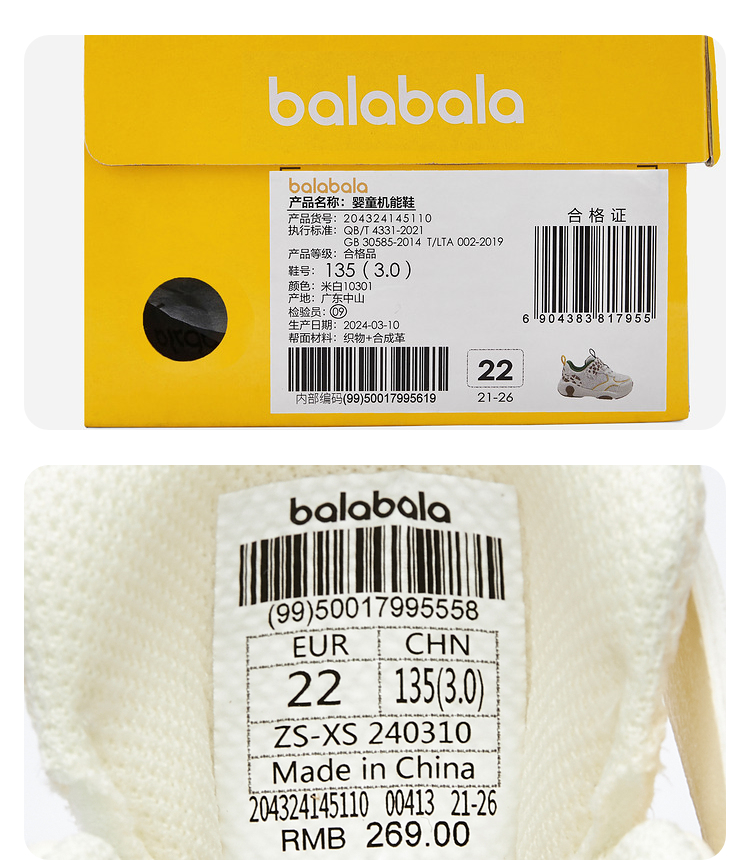 balabala
balabala
产品名称：婴童机能鞋
产品货号：204324145110
执行标准：QB/T 4331-2021
GB 30585-2014 T/LTA 002-2019
产品等级：合格品
鞋号：135（3.0）
颜色：米白10301
产地：广东中山
检验员：09
生产日期：2024-03-10
帮面材料：织物+合成革
内部编码(99)50017995619
合格证
6 904383 817955
22
21-26
balabala
(99)50017995558
EUR CHN
22 135(3.0)
ZS-XS 240310
Made in China
204324145110 00413 21-26
RMB 269.00